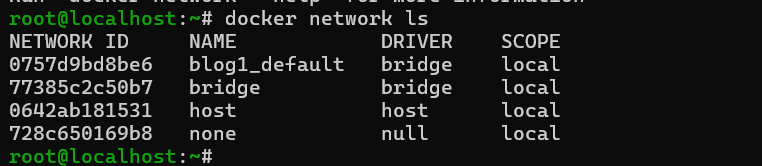 root@localhost:~# docker network ls
NETWORK ID     NAME            DRIVER    SCOPE
0757d9bd8be6   blog1_default   bridge    local
77385c2c50b7   bridge          bridge    local
0642ab181531   host            host      local
728c650169b8   none            null      local
root@localhost:~#